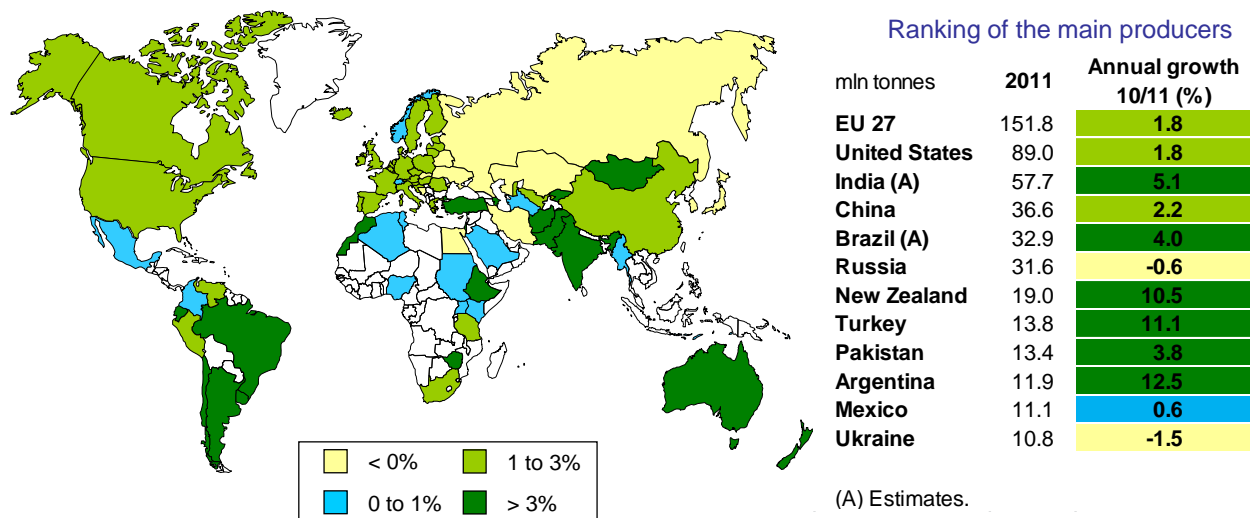 Ranking of the main producers
mln tonnes 2011 Annual growth 10/11 (%)
EU 27 151.8 1.8
United States 89.0 1.8
India (A) 57.7 5.1
China 36.6 2.2
Brazil (A) 32.9 4.0
Russia 31.6 -0.6
New Zealand 19.0 10.5
Turkey 13.8 11.1
Pakistan 13.4 3.8
Argentina 11.9 12.5
Mexico 11.1 0.6
Ukraine 10.8 -1.5
(A) Estimates.
< 0% 1 to 3%
0 to 1% > 3%